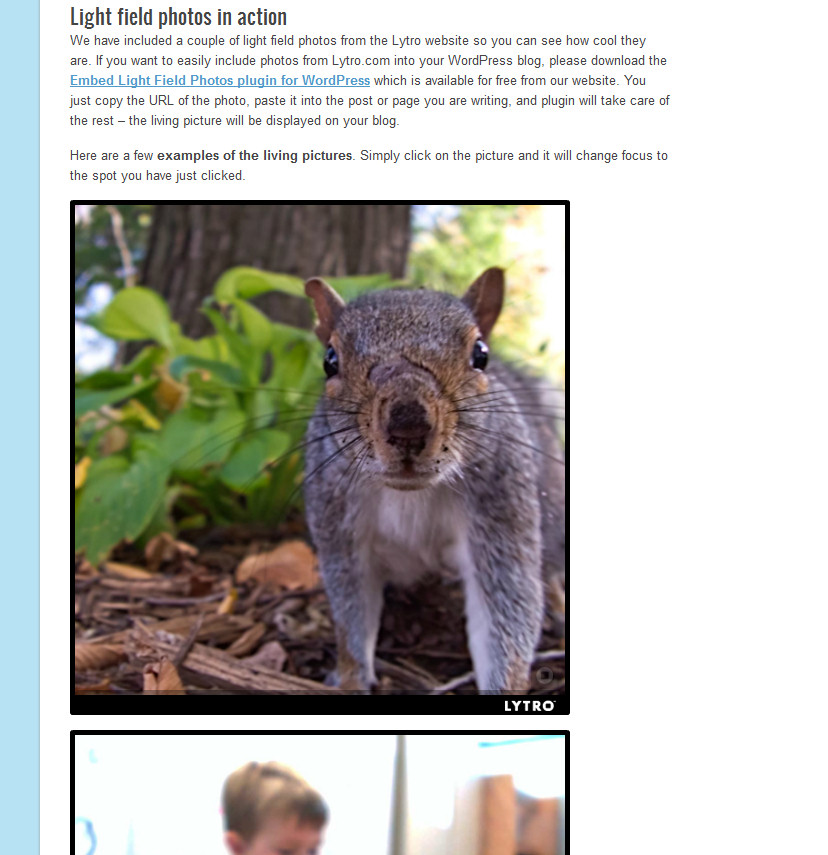 Light field photos in action
We have included a couple of light field photos from the Lytro website so you can see how cool they
are. If you want to easily include photos from Lytro.com into your WordPress blog, please download the
Embed Light Field Photos plugin for WordPress which is available for free from our website. You
just copy the URL of the photo, paste it into the post or page you are writing, and plugin will take care of
the rest – the living picture will be displayed on your blog.
Here are a few examples of the living pictures. Simply click on the picture and it will change focus to
the spot you have just clicked.
LYTRO